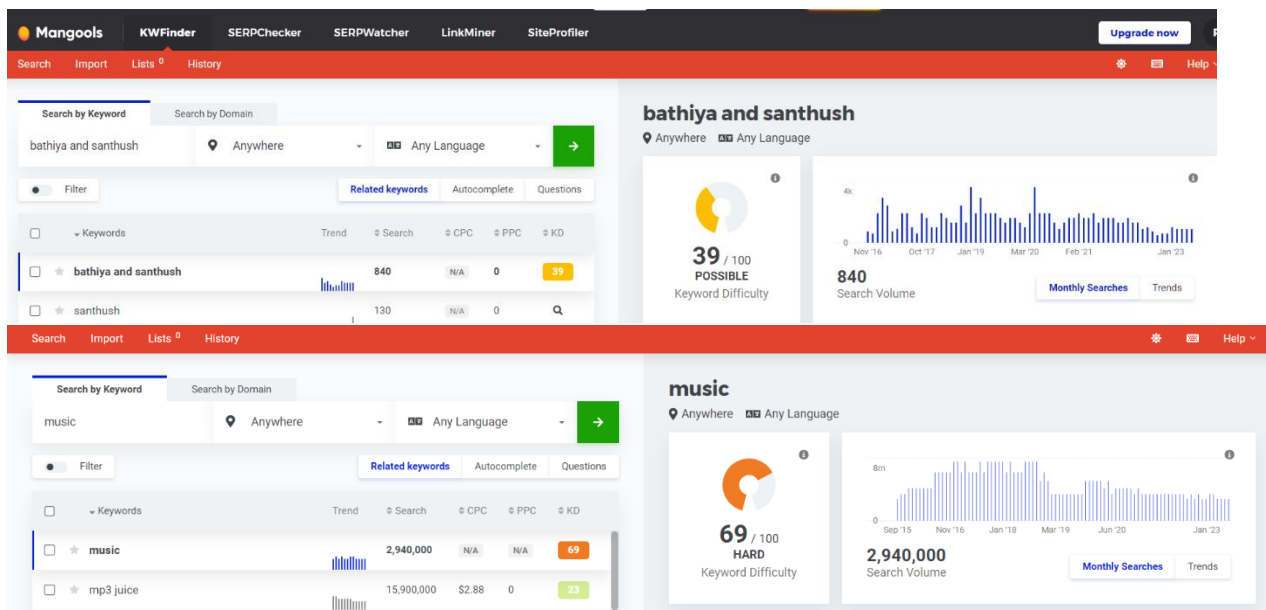 Mangools KWFinder SERPChecker SERPWatcher LinkMiner SiteProfiler Upgrade now
Search Import Lists 0 History Help
Search by Keyword Search by Domain
bathiya and santhush Anywhere Any Language
Filter Related keywords Autocomplete Questions
Keywords Trend Search CPC PPC KD
bathiya and santhush 840 N/A 0 39
santhush 130 N/A 0
bathiya and santhush
Anywhere Any Language
39 / 100
POSSIBLE
Keyword Difficulty
4k
0
Nov '16 Oct '17 Jan '19 Mar '20 Feb '21 Jan '23
840
Search Volume
Monthly Searches Trends
Search Import Lists 0 History Help
Search by Keyword Search by Domain
music Anywhere Any Language
Filter Related keywords Autocomplete Questions
Keywords Trend Search CPC PPC KD
music 2,940,000 N/A N/A 69
mp3 juice 15,900,000 $2.88 0 23
music
Anywhere Any Language
69 / 100
HARD
Keyword Difficulty
8m
0
Sep '15 Nov '16 Jan '18 Mar '19 Jun '20 Jan '23
2,940,000
Search Volume
Monthly Searches Trends